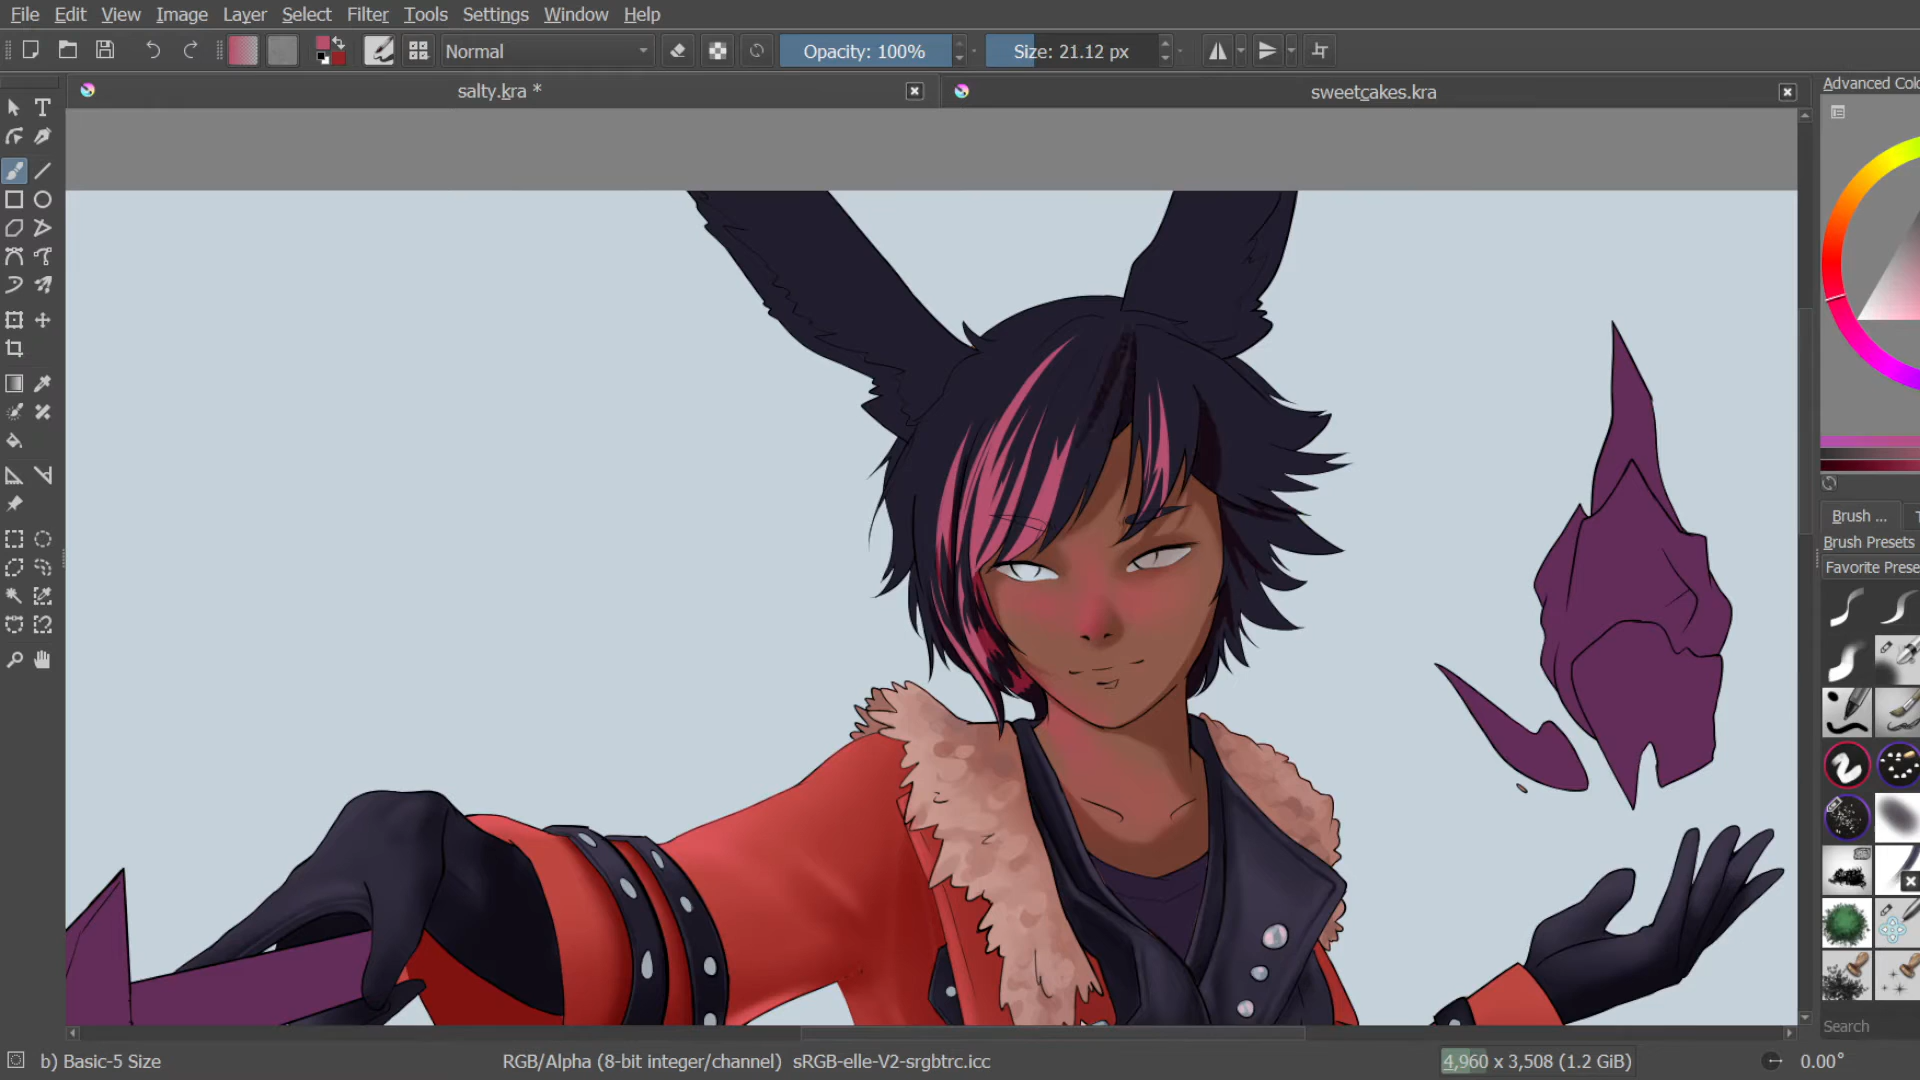 File Edit View Image Layer Select Filter Tools Settings Window Help
Normal Opacity: 100% Size: 21.12 px
salty.kra * sweetcakes.kra
Advanced Colo
Brush ... T
Brush Presets
Favorite Prese
Search
b) Basic-5 Size RGB/Alpha (8-bit integer/channel) sRGB-elle-V2-srgbtrc.icc 4,960 x 3,508 (1.2 GiB) 0.00°